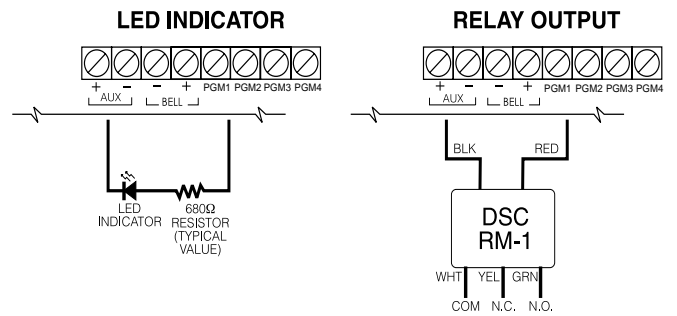 LED INDICATOR
+ - - + PGM1 PGM2 PGM3 PGM4
AUX BELL
LED
INDICATOR
680Ω
RESISTOR
(TYPICAL
VALUE)
RELAY OUTPUT
+ - - + PGM1 PGM2 PGM3 PGM4
AUX BELL
BLK RED
DSC
RM-1
WHT YEL GRN
COM N.C. N.O.